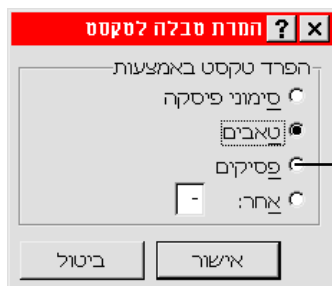 המרת טבלה לטקסט
הפרד טקסט באמצעות
סימוני פיסקה
טאבים
פסיקים
אחר: -
אישור ביטול